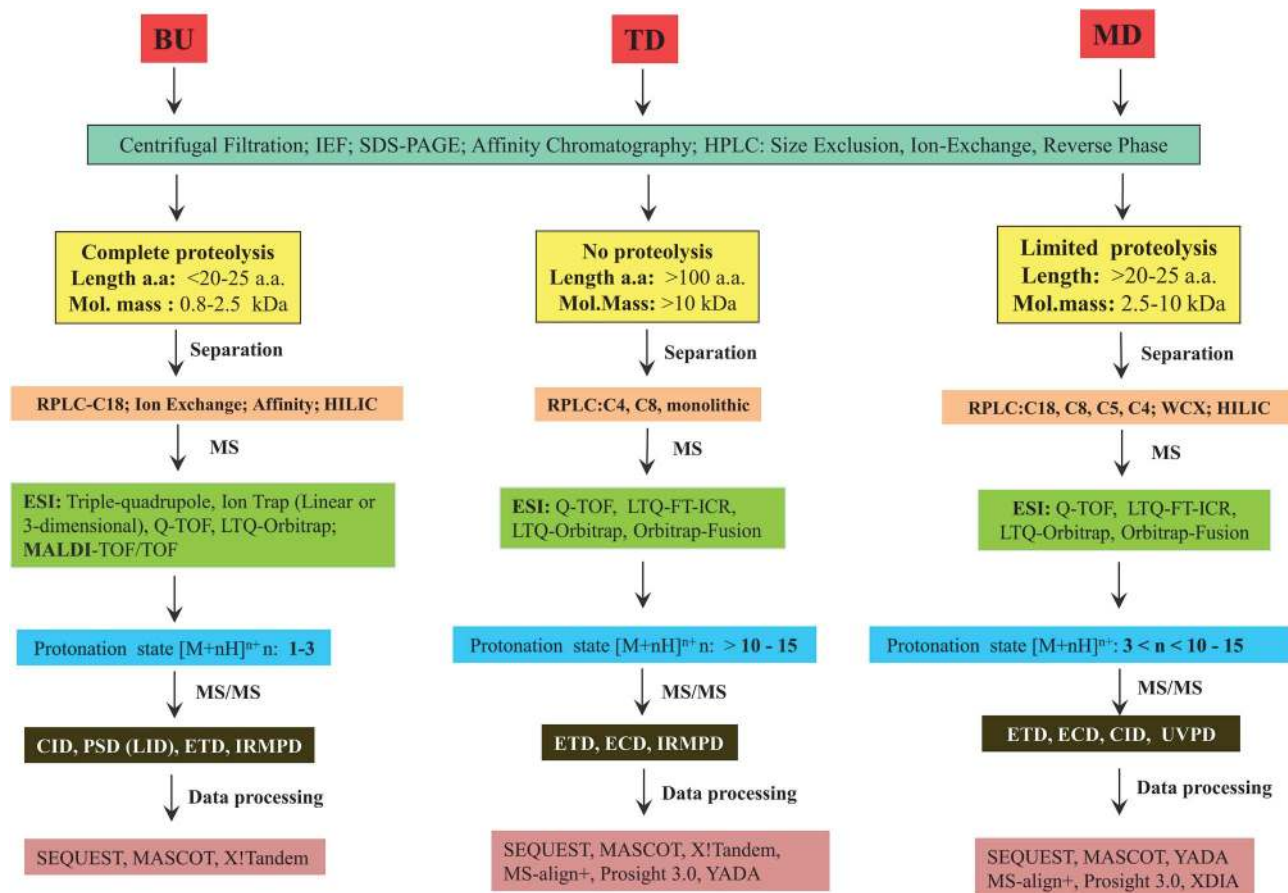 BU
TD
MD
Centrifugal Filtration; IEF; SDS-PAGE; Affinity Chromatography; HPLC: Size Exclusion, Ion-Exchange, Reverse Phase
Complete proteolysis
Length a.a: <20-25 a.a.
Mol. mass : 0.8-2.5 kDa
No proteolysis
Length a.a: >100 a.a.
Mol.Mass: >10 kDa
Limited proteolysis
Length: >20-25 a.a.
Mol.mass: 2.5-10 kDa
Separation
Separation
Separation
RPLC-C18; Ion Exchange; Affinity; HILIC
RPLC:C4, C8, monolithic
RPLC:C18, C8, C5, C4; WCX; HILIC
MS
MS
MS
ESI: Triple-quadrupole, Ion Trap (Linear or
3-dimensional), Q-TOF, LTQ-Orbitrap;
MALDI-TOF/TOF
ESI: Q-TOF, LTQ-FT-ICR,
LTQ-Orbitrap, Orbitrap-Fusion
ESI: Q-TOF, LTQ-FT-ICR,
LTQ-Orbitrap, Orbitrap-Fusion
Protonation state [M+nH]ⁿ⁺ n: 1-3
Protonation state [M+nH]ⁿ⁺ n: > 10 - 15
Protonation state [M+nH]ⁿ⁺: 3 < n < 10 - 15
MS/MS
MS/MS
MS/MS
CID, PSD (LID), ETD, IRMPD
ETD, ECD, IRMPD
ETD, ECD, CID, UVPD
Data processing
Data processing
Data processing
SEQUEST, MASCOT, X!Tandem
SEQUEST, MASCOT, X!Tandem,
MS-align+, Prosight 3.0, YADA
SEQUEST, MASCOT, YADA
MS-align+, Prosight 3.0, XDIA